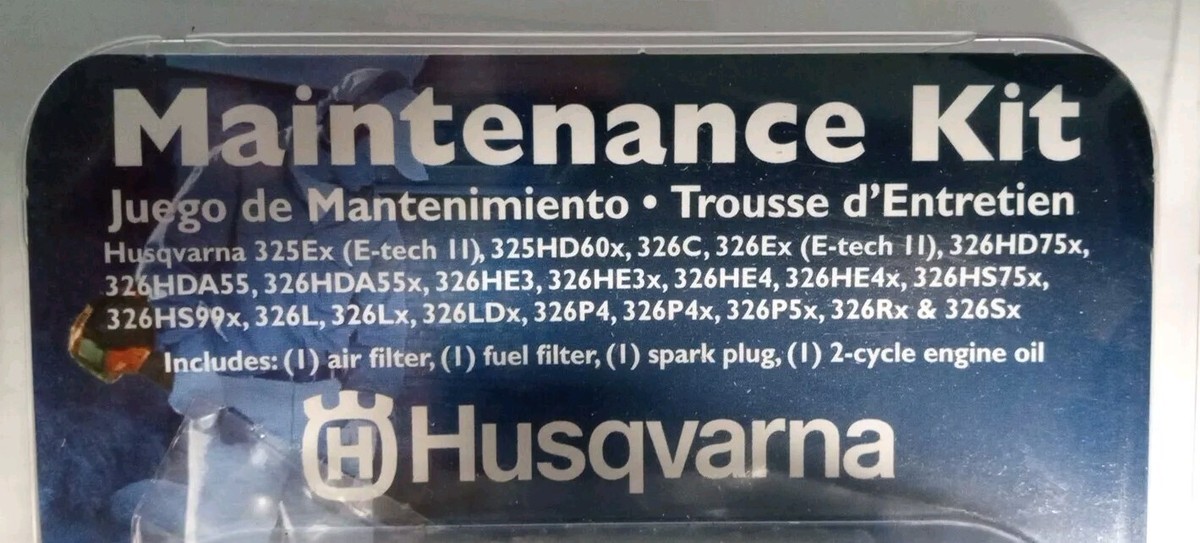 Maintenance Kit
Juego de Mantenimiento • Trousse d'Entretien
Husqvarna 325Ex (E-tech II), 325HD60x, 326C, 326Ex (E-tech II), 326HD75x,
326HDA55, 326HDA55x, 326HE3, 326HE3x, 326HE4, 326HE4x, 326HS75x,
326HS99x, 326L, 326Lx, 326LDx, 326P4, 326P4x, 326P5x, 326Rx & 326Sx
Includes: (1) air filter, (1) fuel filter, (1) spark plug, (1) 2-cycle engine oil
H Husqvarna